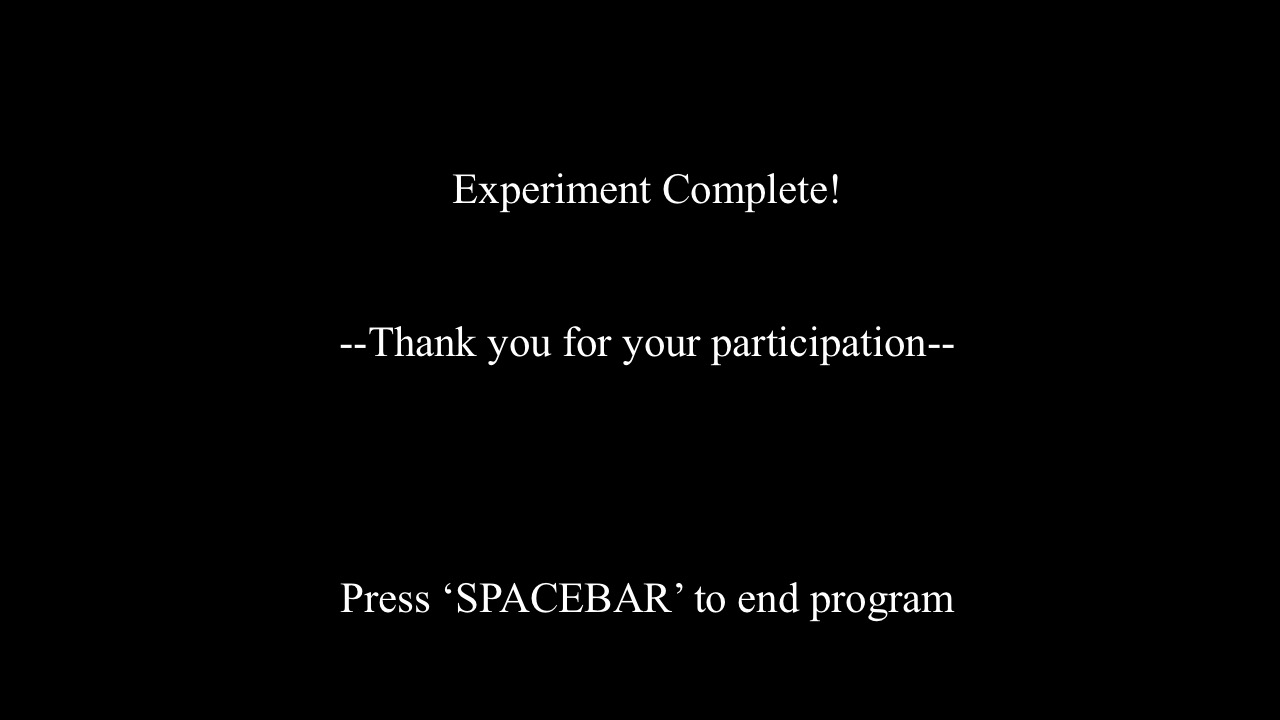 Experiment Complete!
--Thank you for your participation--
Press ‘SPACEBAR’ to end program